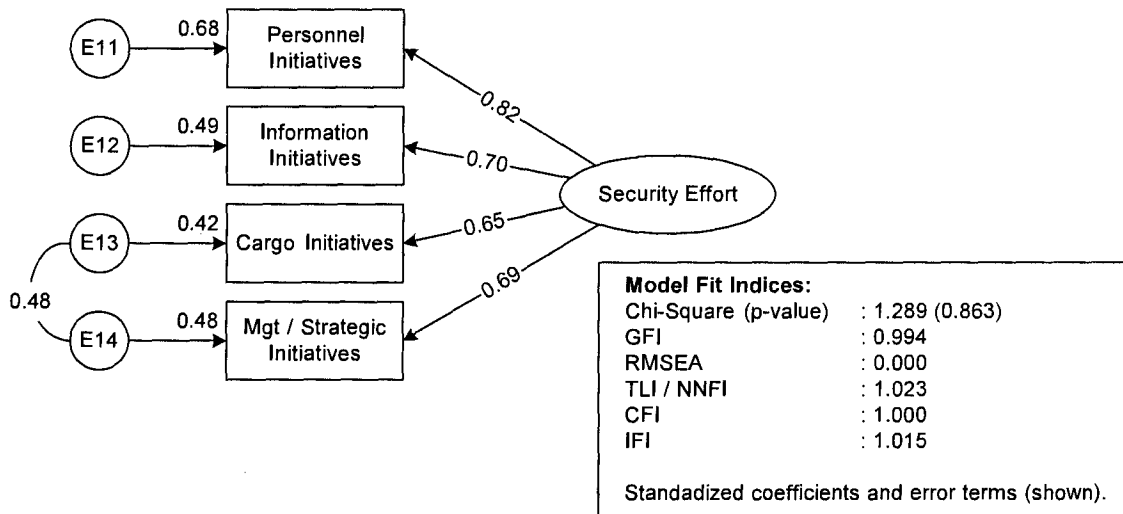 E11
0.68
Personnel
Initiatives
0.82
E12
0.49
Information
Initiatives
0.70
Security Effort
E13
0.42
Cargo Initiatives
0.65
0.48
E14
0.48
Mgt / Strategic
Initiatives
0.69
Model Fit Indices:
Chi-Square (p-value) : 1.289 (0.863)
GFI : 0.994
RMSEA : 0.000
TLI / NNFI : 1.023
CFI : 1.000
IFI : 1.015
Standadized coefficients and error terms (shown).